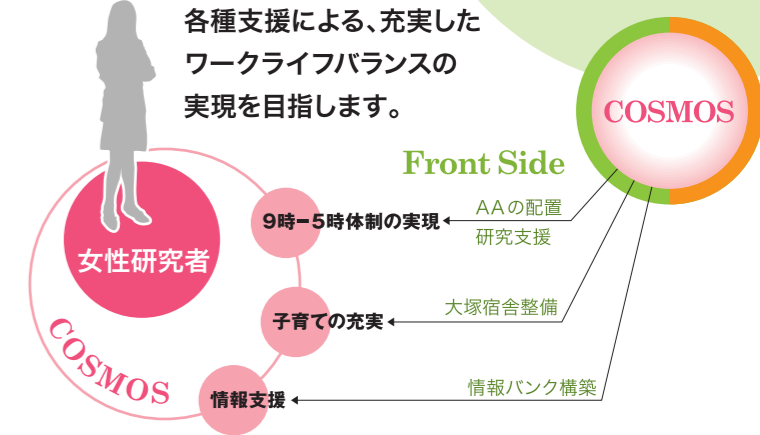 各種支援による、充実した
ワークライフバランスの
実現を目指します。
COSMOS
Front Side
9時−5時体制の実現
AAの配置
研究支援
女性研究者
子育ての充実
大塚宿舎整備
COSMOS
情報支援
情報バンク構築